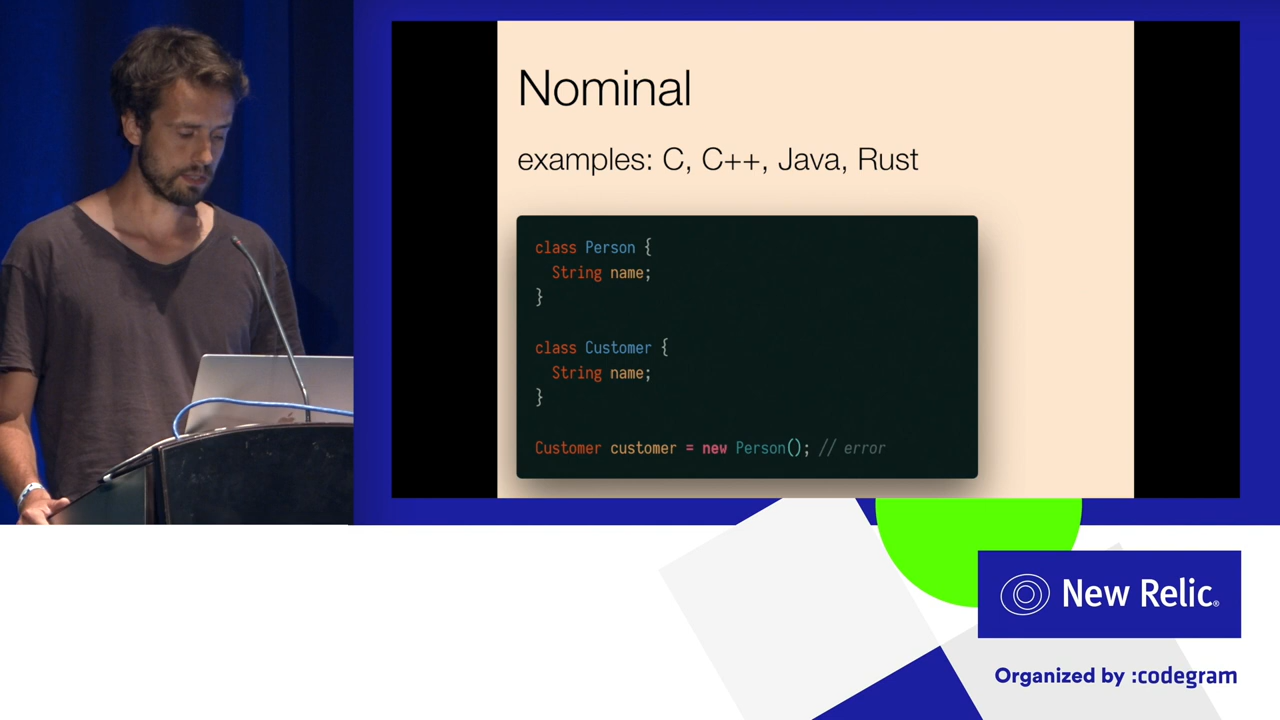 Nominal
examples: C, C++, Java, Rust
class Person {
  String name;
}
class Customer {
  String name;
}
Customer customer = new Person(); // error
New Relic®
Organized by :codegram